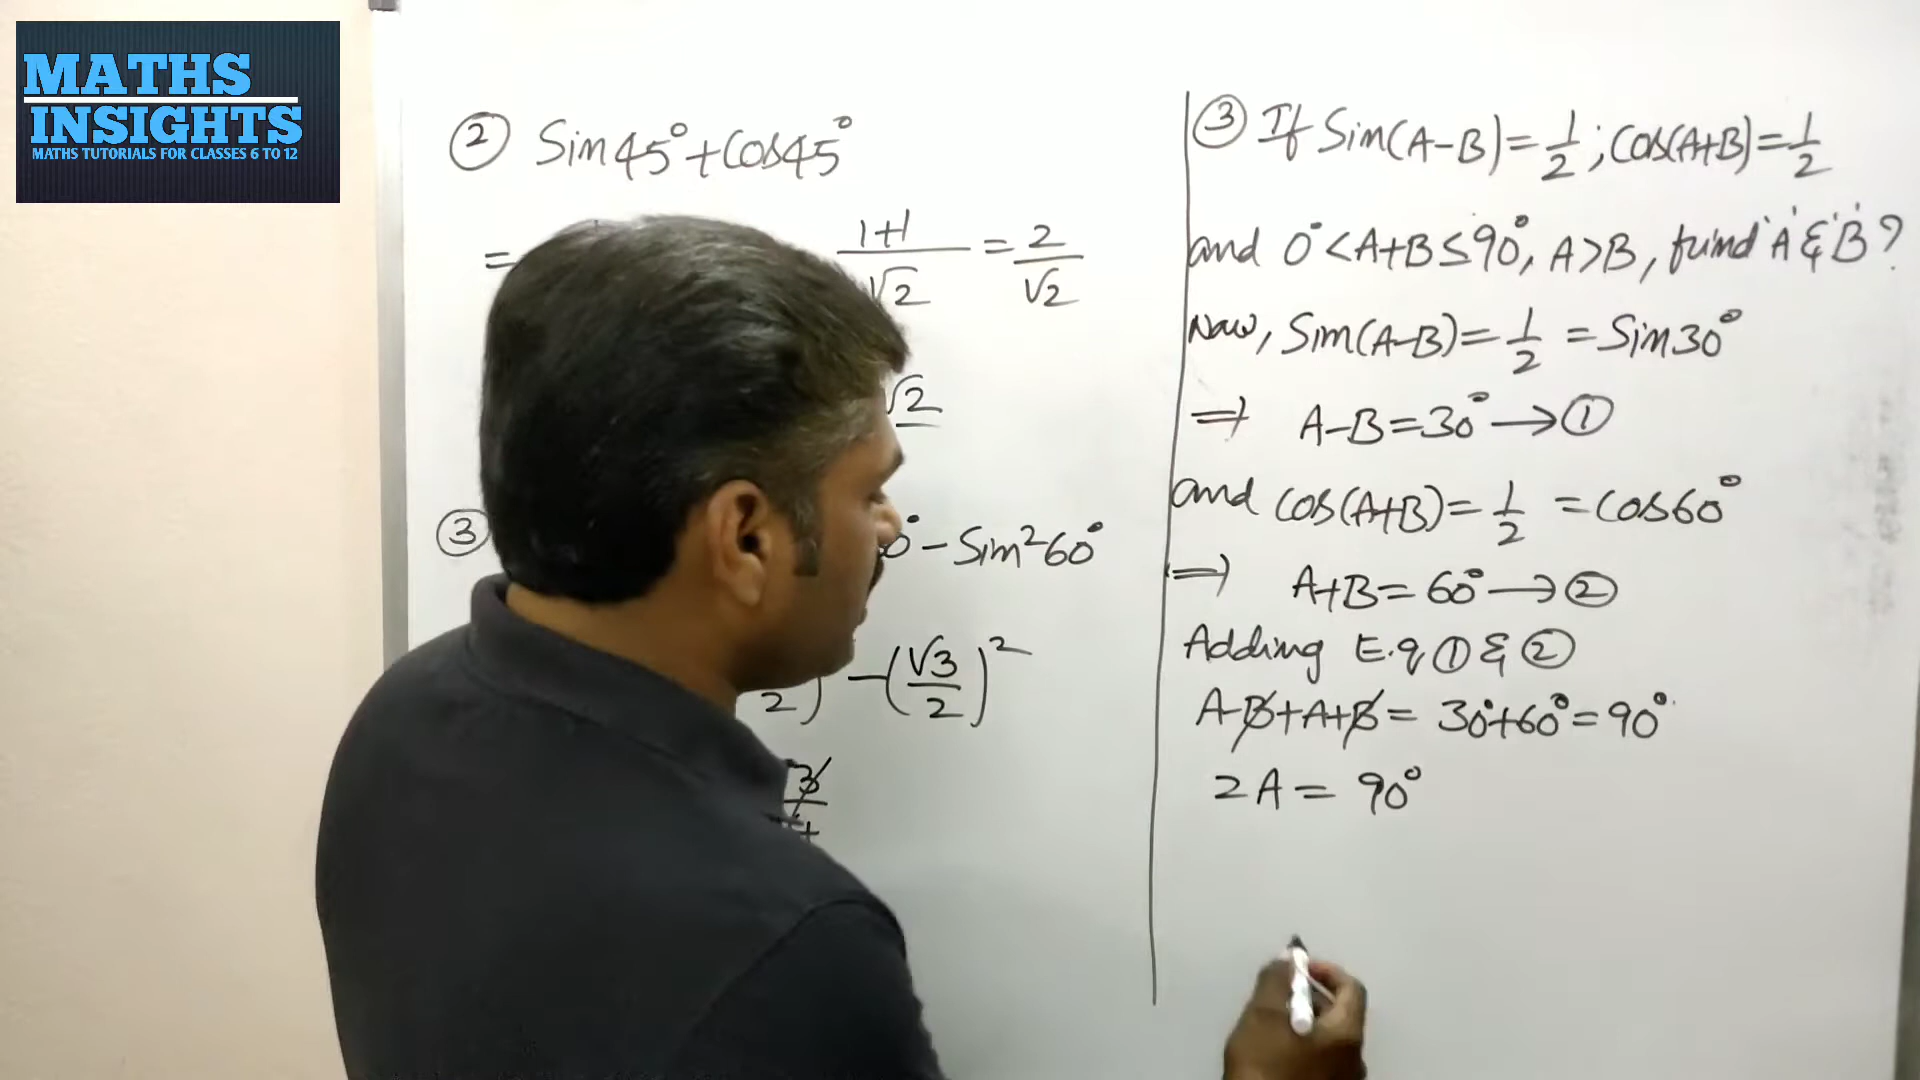 MATHS
INSIGHTS
MATHS TUTORIALS FOR CLASSES 6 TO 12
② Sin45°+Cos45°
= 1+1/√2 = 2/√2
√2
③ 0° - Sin²60°
2) - (√3/2)²
3/4
③ If Sin(A-B)=1/2; Cos(A+B)=1/2
and 0°<A+B≤90°, A>B, find 'A' & 'B'?
Now, Sin(A-B)=1/2 = Sin30°
⇒ A-B=30° → ①
and Cos(A+B)=1/2 = Cos60°
⇒ A+B=60° → ②
Adding E.q ① & ②
A-B+A+B= 30°+60°=90°
2A = 90°